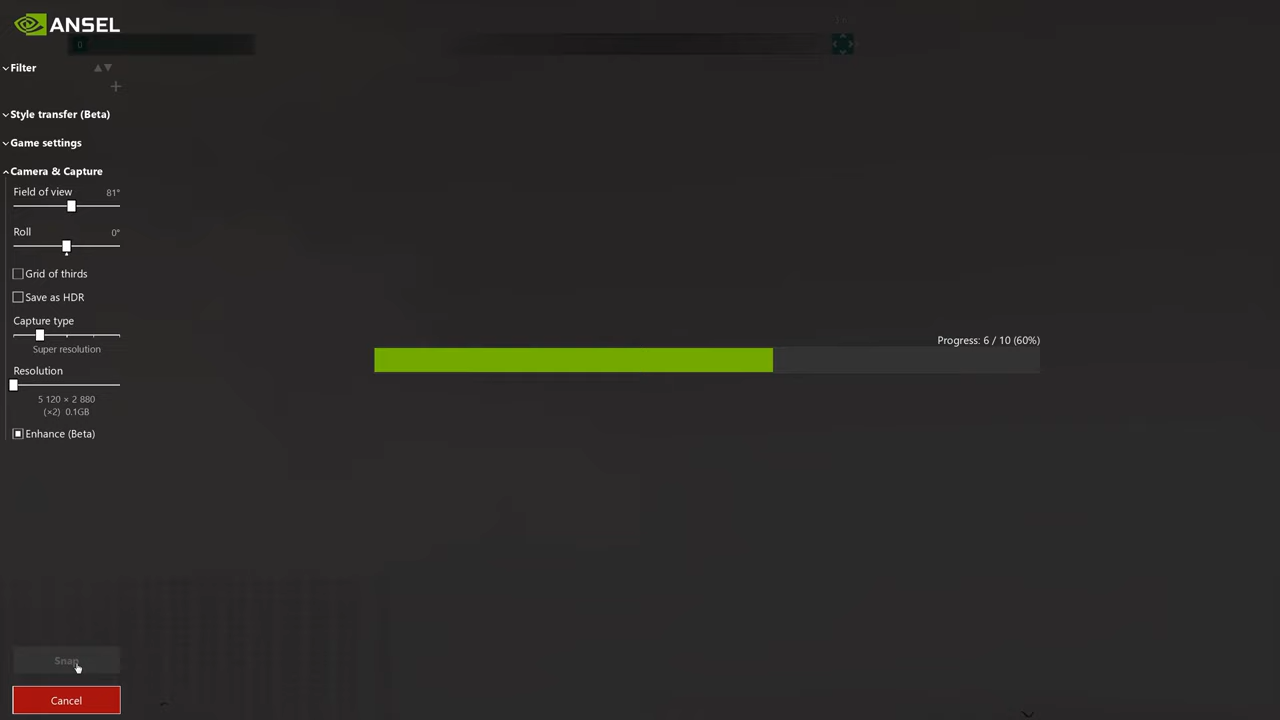 ANSEL
0
Filter
Style transfer (Beta)
Game settings
Camera & Capture
Field of view 81°
Roll 0°
Grid of thirds
Save as HDR
Capture type
Super resolution
Resolution
5 120 × 2 880
(×2) 0.1GB
Enhance (Beta)
Progress: 6 / 10 (60%)
Snap
Cancel